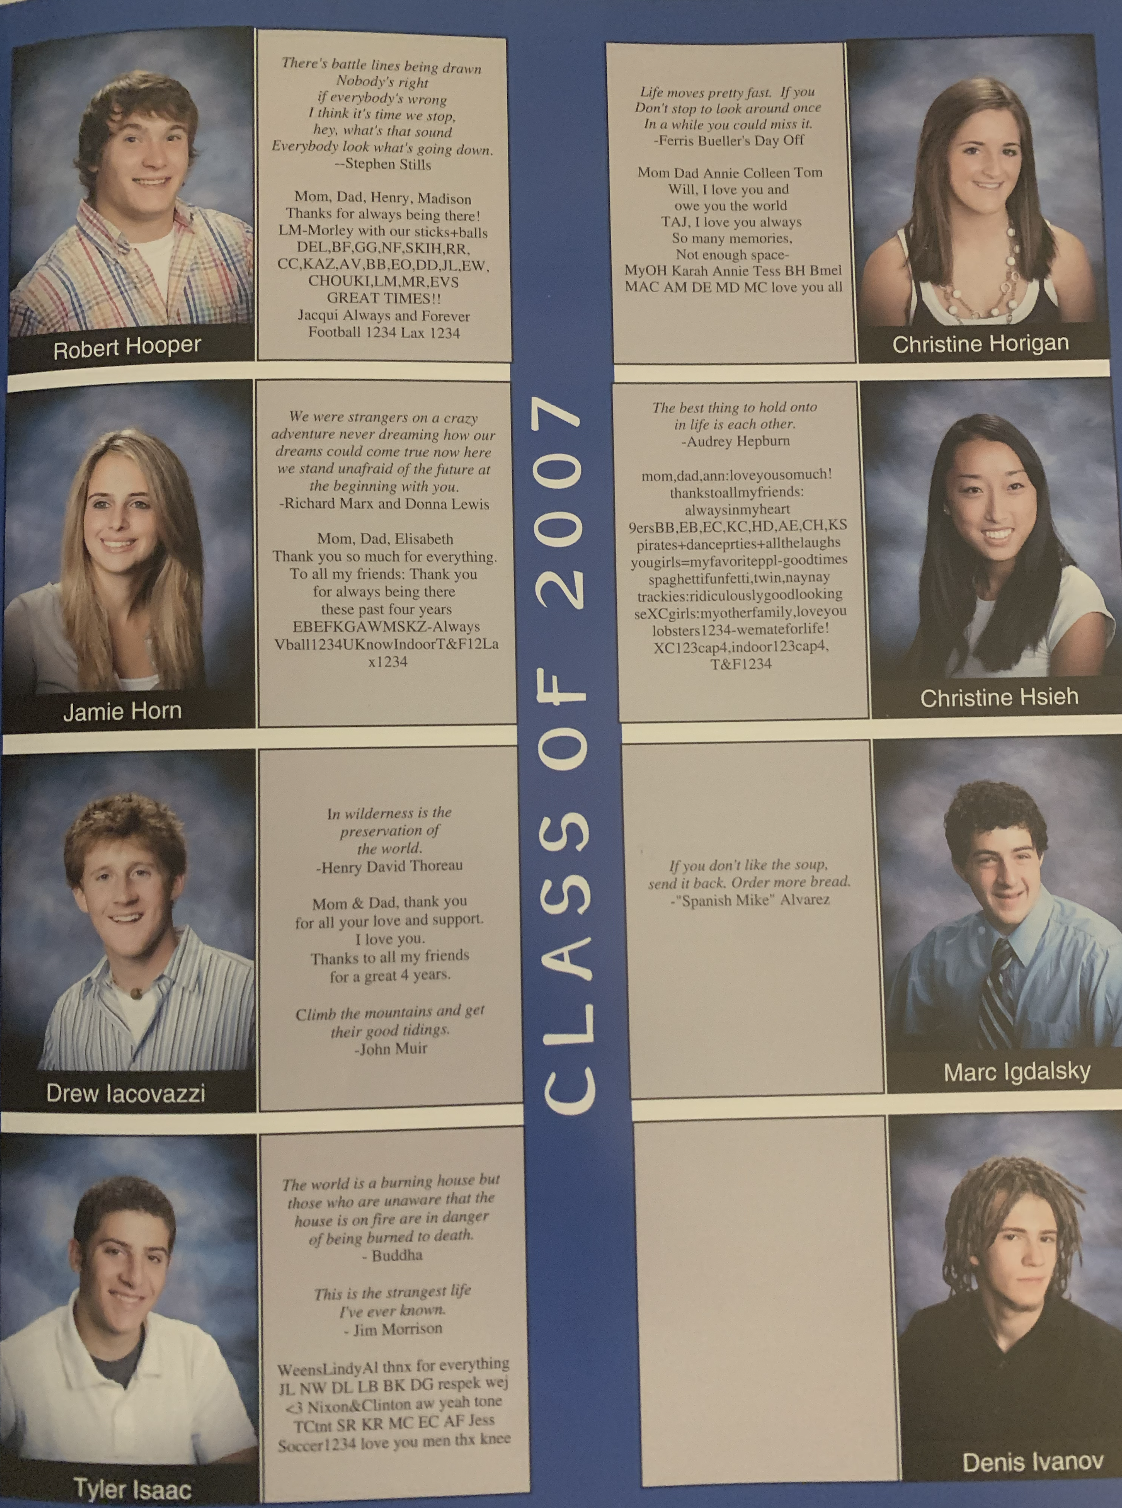 There's battle lines being drawn
Nobody's right
if everybody's wrong
I think it's time we stop,
hey, what's that sound
Everybody look what's going down.
--Stephen Stills
Mom, Dad, Henry, Madison
Thanks for always being there!
LM-Morley with our sticks+balls
DEL,BF,GG,NF,SKIH,RR,
CC,KAZ,AV,BB,EO,DD,JL,EW,
CHOUKI,LM,MR,EVS
GREAT TIMES!!
Jacqui Always and Forever
Football 1234 Lax 1234
Robert Hooper
We were strangers on a crazy
adventure never dreaming how our
dreams could come true now here
we stand unafraid of the future at
the beginning with you.
-Richard Marx and Donna Lewis
Mom, Dad, Elisabeth
Thank you so much for everything.
To all my friends: Thank you
for always being there
these past four years
EBEFKGAWMSKZ-Always
Vball1234UKnowIndoorT&F12La
x1234
Jamie Horn
In wilderness is the
preservation of
the world.
-Henry David Thoreau
Mom & Dad, thank you
for all your love and support.
I love you.
Thanks to all my friends
for a great 4 years.
Climb the mountains and get
their good tidings.
-John Muir
Drew Iacovazzi
The world is a burning house but
those who are unaware that the
house is on fire are in danger
of being burned to death.
- Buddha
This is the strangest life
I've ever known.
- Jim Morrison
WeensLindyAl thnx for everything
JL NW DL LB BK DG respek wej
<3 Nixon&Clinton aw yeah tone
TCtnt SR KR MC EC AF Jess
Soccer1234 love you men thx knee
Tyler Isaac
CLASS OF 2007
Life moves pretty fast. If you
Don't stop to look around once
In a while you could miss it.
-Ferris Bueller's Day Off
Mom Dad Annie Colleen Tom
Will, I love you and
owe you the world
TAJ, I love you always
So many memories,
Not enough space-
MyOH Karah Annie Tess BH Bmel
MAC AM DE MD MC love you all
Christine Horigan
The best thing to hold onto
in life is each other.
-Audrey Hepburn
mom,dad,ann:loveyousomuch!
thankstoallmyfriends:
alwaysinmyheart
9ersBB,EB,EC,KC,HD,AE,CH,KS
pirates+danceprties+allthelaughs
yougirls=myfavoriteppl-goodtimes
spaghettifunfetti,twin,naynay
trackies:ridiculouslygoodlooking
seXCgirls:myotherfamily,loveyou
lobsters1234-wemateforlife!
XC123cap4,indoor123cap4,
T&F1234
Christine Hsieh
If you don't like the soup,
send it back. Order more bread.
-"Spanish Mike" Alvarez
Marc Igdalsky
Denis Ivanov